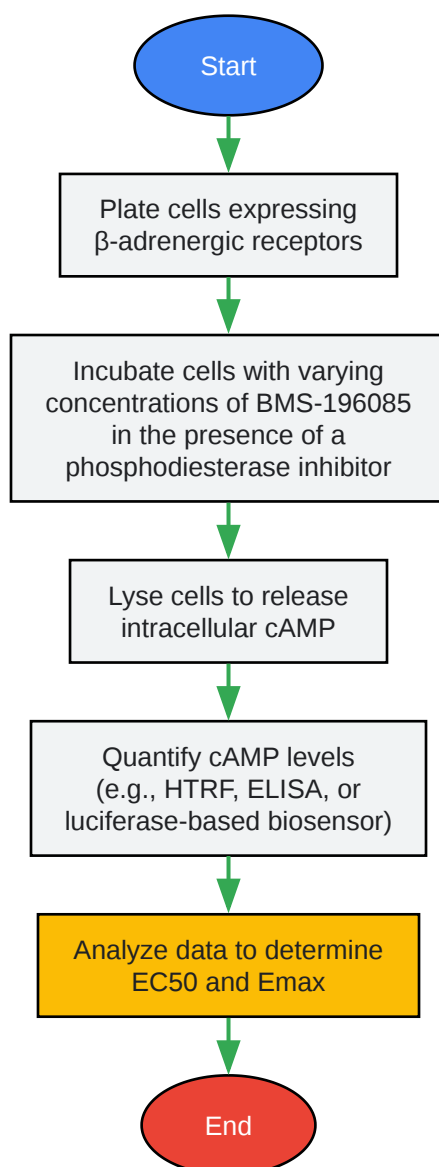 Start
Plate cells expressing
β-adrenergic receptors
Incubate cells with varying
concentrations of BMS-196085
in the presence of a
phosphodiesterase inhibitor
Lyse cells to release
intracellular cAMP
Quantify cAMP levels
(e.g., HTRF, ELISA, or
luciferase-based biosensor)
Analyze data to determine
EC50 and Emax
End